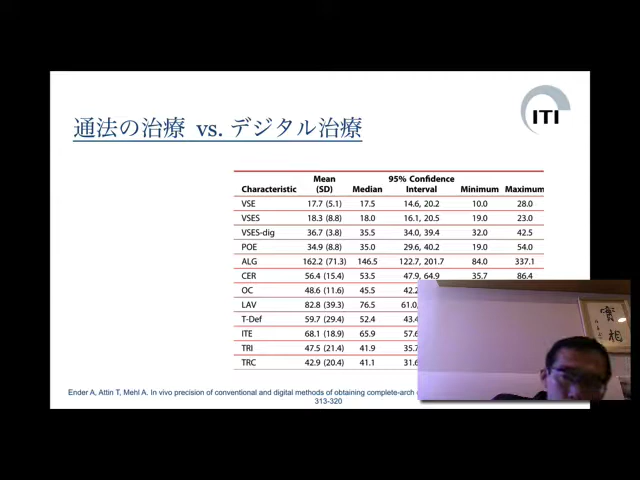 通法の治療 vs. デジタル治療
ITI
Characteristic Mean (SD) Median 95% Confidence Interval Minimum Maximum
VSE 17.7 (5.1) 17.5 14.6, 20.2 10.0 28.0
VSES 18.3 (8.8) 18.0 16.1, 20.5 19.0 23.0
VSES-dig 36.7 (3.8) 35.5 34.0, 39.4 32.0 42.5
POE 34.9 (8.8) 35.0 29.6, 40.2 19.0 54.0
ALG 162.2 (71.3) 146.5 122.7, 201.7 84.0 337.1
CER 56.4 (15.4) 53.5 47.9, 64.9 35.7 86.4
OC 48.6 (11.6) 45.5 42.2
LAV 82.8 (39.3) 76.5 61.0,
T-Def 59.7 (29.4) 52.4 43.4
ITE 68.1 (18.9) 65.9 57.6
TRI 47.5 (21.4) 41.9 35.7
TRC 42.9 (20.4) 41.1 31.6
Ender A, Attin T, Mehl A. In vivo precision of conventional and digital methods of obtaining complete-arch
313-320
實相